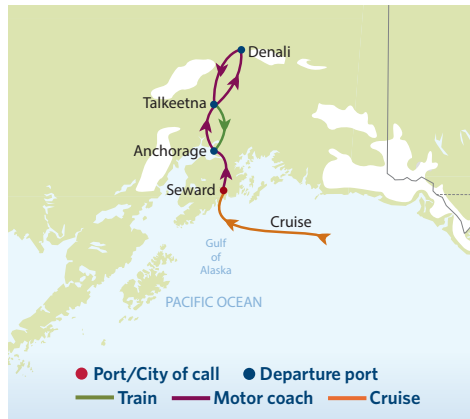 Denali
Talkeetna
Anchorage
Seward
Cruise
Gulf
of
Alaska
PACIFIC OCEAN
Port/City of call Departure port
Train Motor coach Cruise